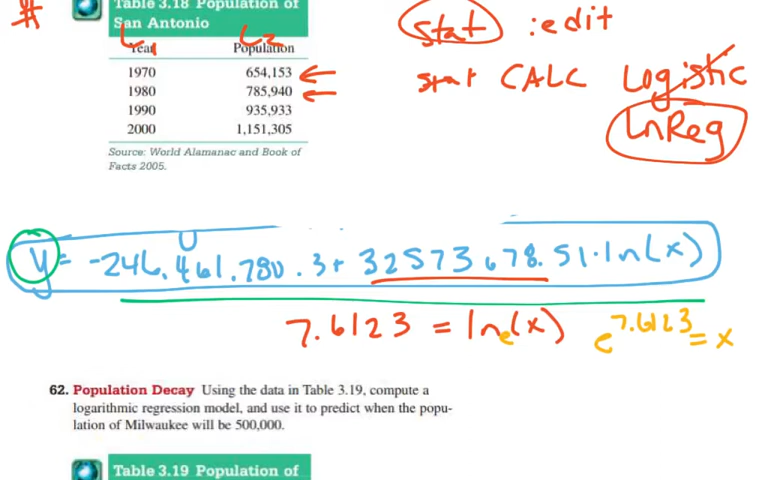 #
Table 3.18 Population of
San Antonio
L1 L2
Year Population
1970 654,153
1980 785,940
1990 935,933
2000 1,151,305
Source: World Alamanac and Book of
Facts 2005.
stat :edit
stat CALC Logistic
lnReg
y = -246,461,780.3+ 32573678.51·ln(x)
7.6123 = ln e(x) e^7.6123 = x
62. Population Decay Using the data in Table 3.19, compute a
logarithmic regression model, and use it to predict when the popu-
lation of Milwaukee will be 500,000.
Table 3.19 Population of